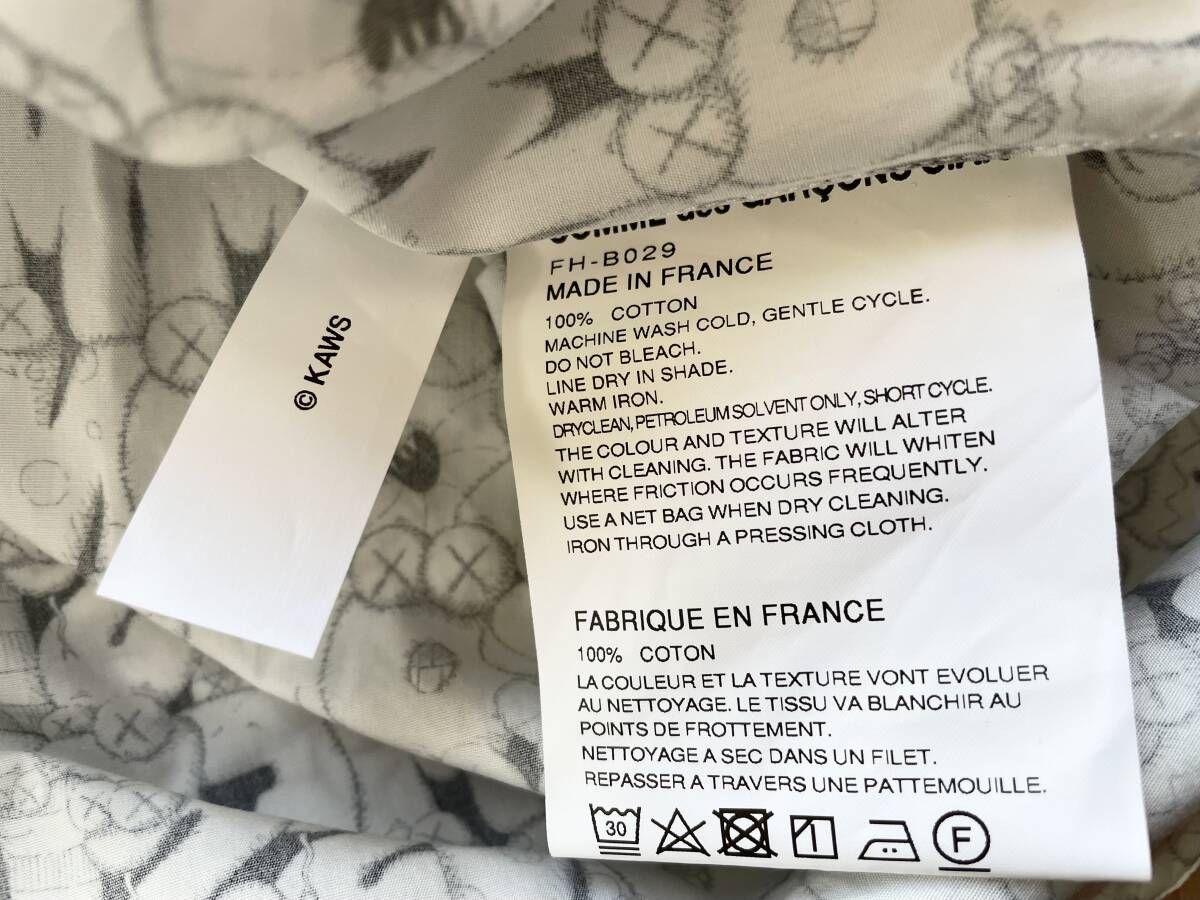 © KAWS
COMME des GARÇONS SHIRT
FH-B029
MADE IN FRANCE
100% COTTON
MACHINE WASH COLD, GENTLE CYCLE.
DO NOT BLEACH.
LINE DRY IN SHADE.
WARM IRON.
DRYCLEAN, PETROLEUM SOLVENT ONLY, SHORT CYCLE.
THE COLOUR AND TEXTURE WILL ALTER
WITH CLEANING. THE FABRIC WILL WHITEN
WHERE FRICTION OCCURS FREQUENTLY.
USE A NET BAG WHEN DRY CLEANING.
IRON THROUGH A PRESSING CLOTH.
FABRIQUE EN FRANCE
100% COTON
LA COULEUR ET LA TEXTURE VONT EVOLUER
AU NETTOYAGE. LE TISSU VA BLANCHIR AU
POINTS DE FROTTEMENT.
NETTOYAGE A SEC DANS UN FILET.
REPASSER A TRAVERS UNE PATTEMOUILLE.
30 F